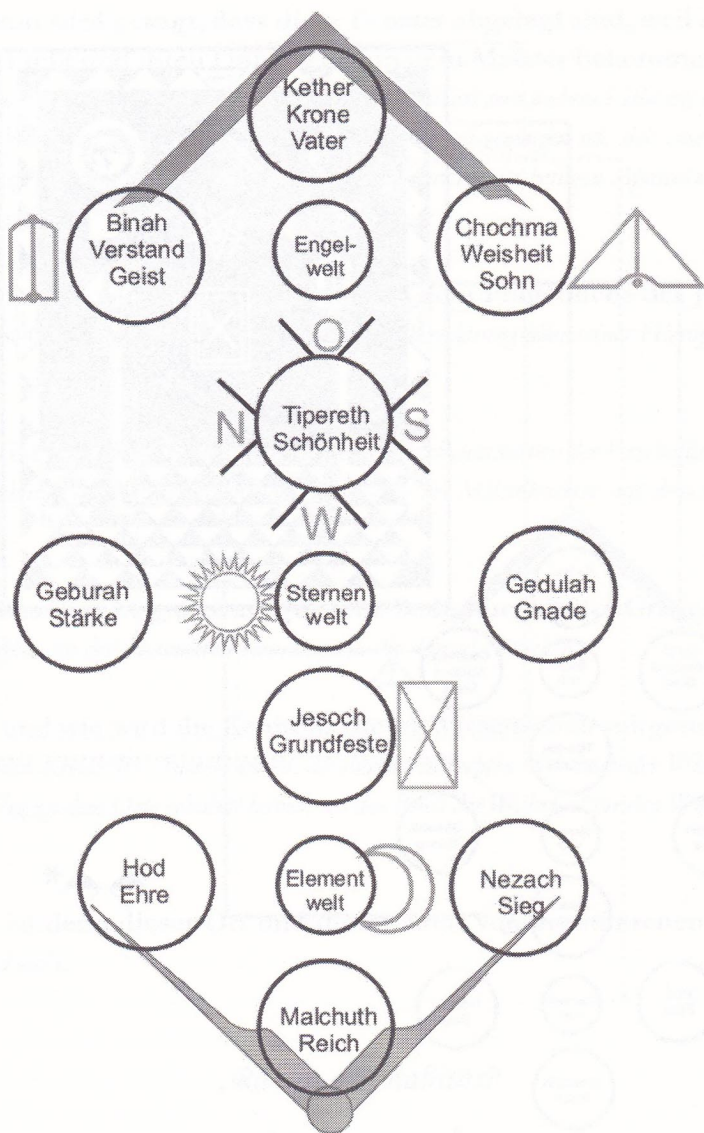 Kether
Krone
Vater
Binah
Verstand
Geist
Engel-
welt
Chochma
Weisheit
Sohn
O
N
Tipereth
Schönheit
S
W
Geburah
Stärke
Sternen
welt
Gedulah
Gnade
Jesoch
Grundfeste
Hod
Ehre
Element
welt
Nezach
Sieg
Malchuth
Reich